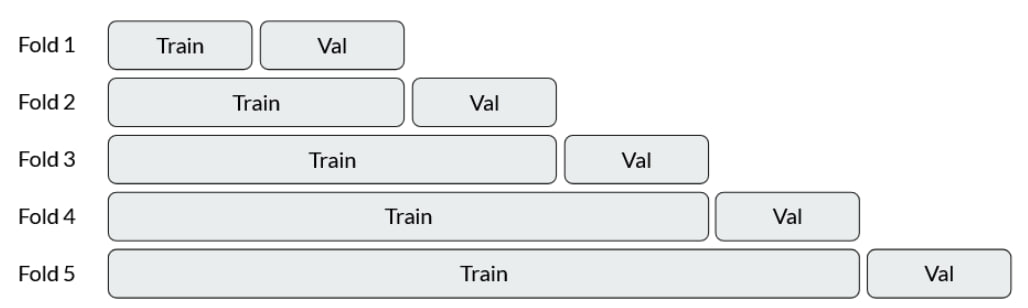 Fold 1 Train Val
Fold 2 Train Val
Fold 3 Train Val
Fold 4 Train Val
Fold 5 Train Val